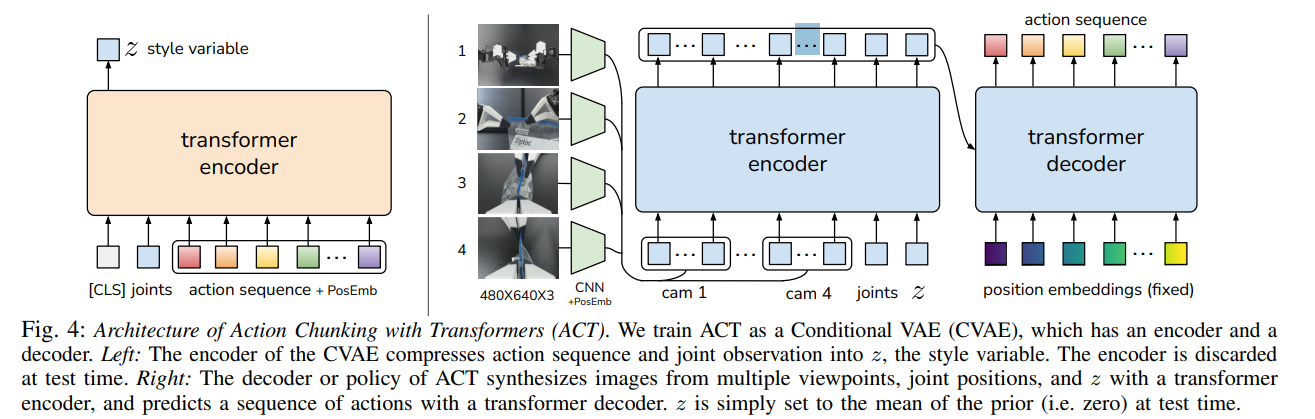 z style variable
transformer
encoder
[CLS] joints action sequence + PosEmb
1
2
3
4
480X640X3
CNN
+PosEmb
transformer
encoder
cam 1
cam 4
joints
z
action sequence
transformer
decoder
position embeddings (fixed)
Fig. 4: Architecture of Action Chunking with Transformers (ACT). We train ACT as a Conditional VAE (CVAE), which has an encoder and a
decoder. Left: The encoder of the CVAE compresses action sequence and joint observation into z, the style variable. The encoder is discarded
at test time. Right: The decoder or policy of ACT synthesizes images from multiple viewpoints, joint positions, and z with a transformer
encoder, and predicts a sequence of actions with a transformer decoder. z is simply set to the mean of the prior (i.e. zero) at test time.